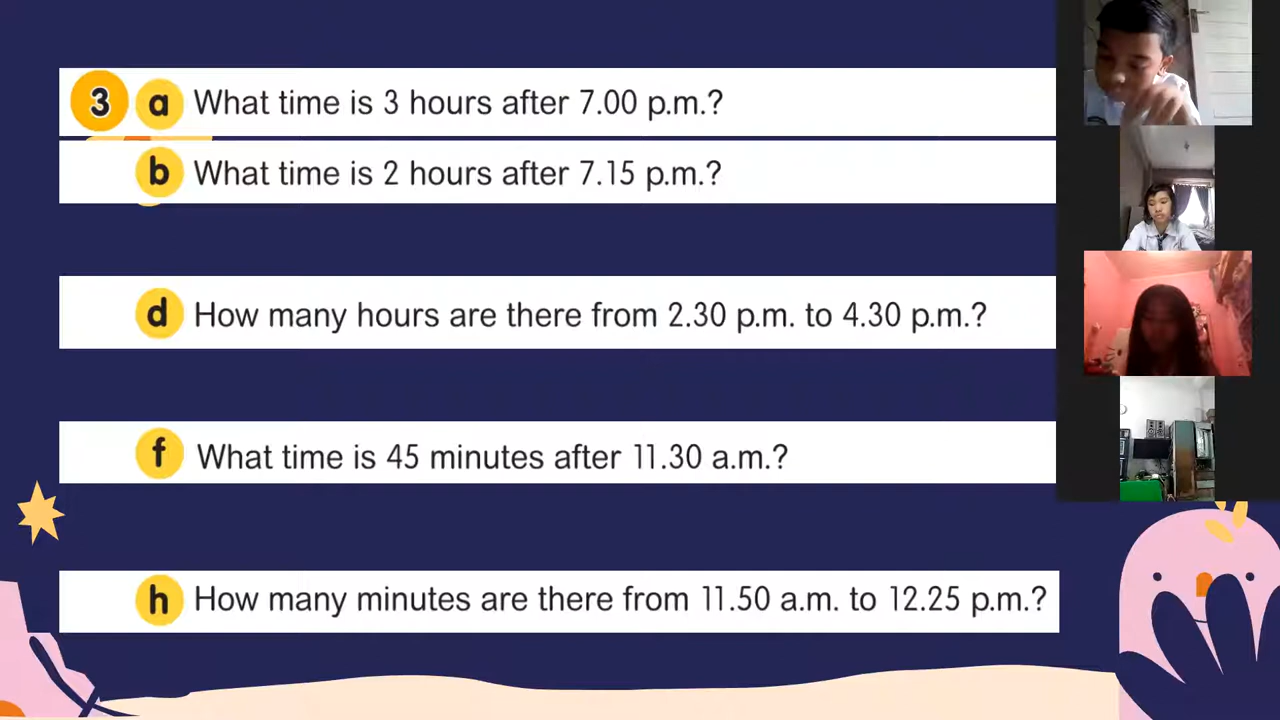 3 a What time is 3 hours after 7.00 p.m.?
b What time is 2 hours after 7.15 p.m.?
d How many hours are there from 2.30 p.m. to 4.30 p.m.?
f What time is 45 minutes after 11.30 a.m.?
h How many minutes are there from 11.50 a.m. to 12.25 p.m.?